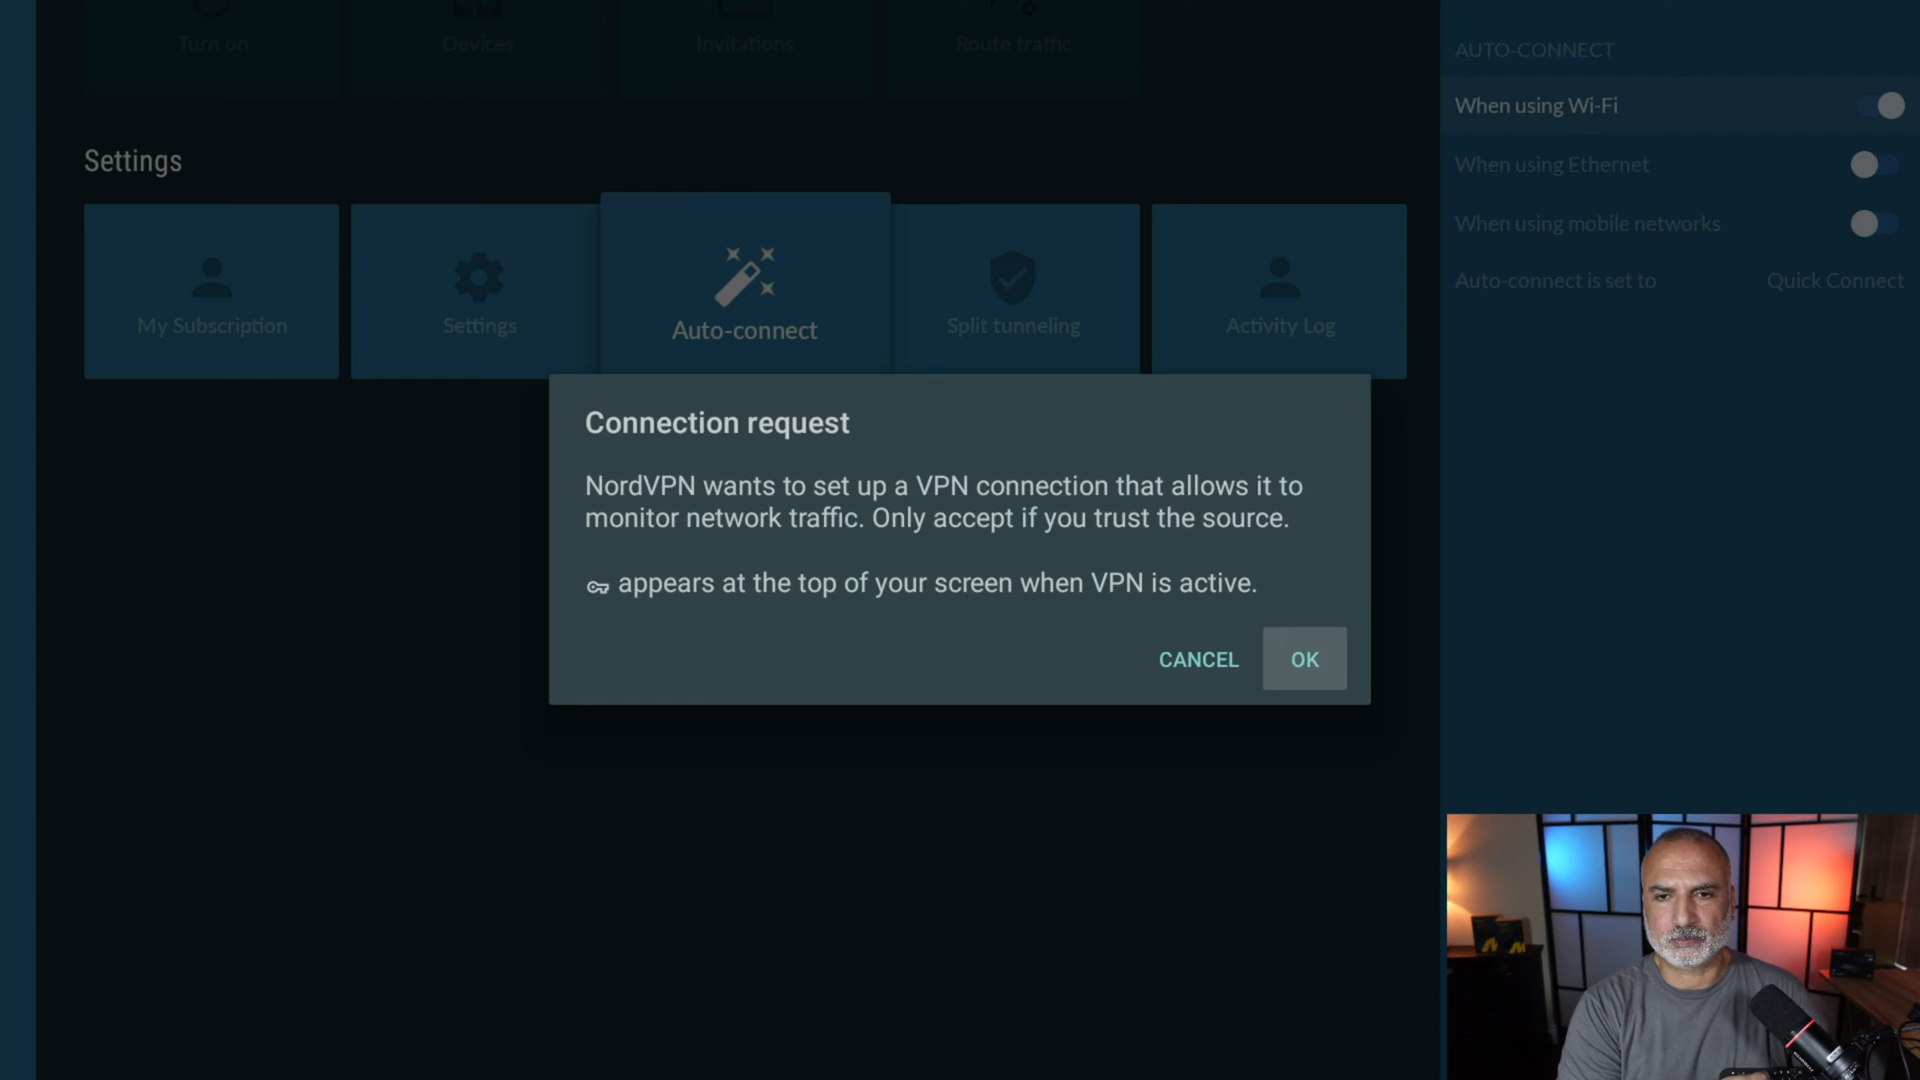 Turn on
Devices
Invitations
Route traffic
Settings
My Subscription
Settings
Auto-connect
Split tunneling
Activity Log
AUTO-CONNECT
When using Wi-Fi
When using Ethernet
When using mobile networks
Auto-connect is set to Quick Connect
Connection request
NordVPN wants to set up a VPN connection that allows it to
monitor network traffic. Only accept if you trust the source.
appears at the top of your screen when VPN is active.
CANCEL
OK